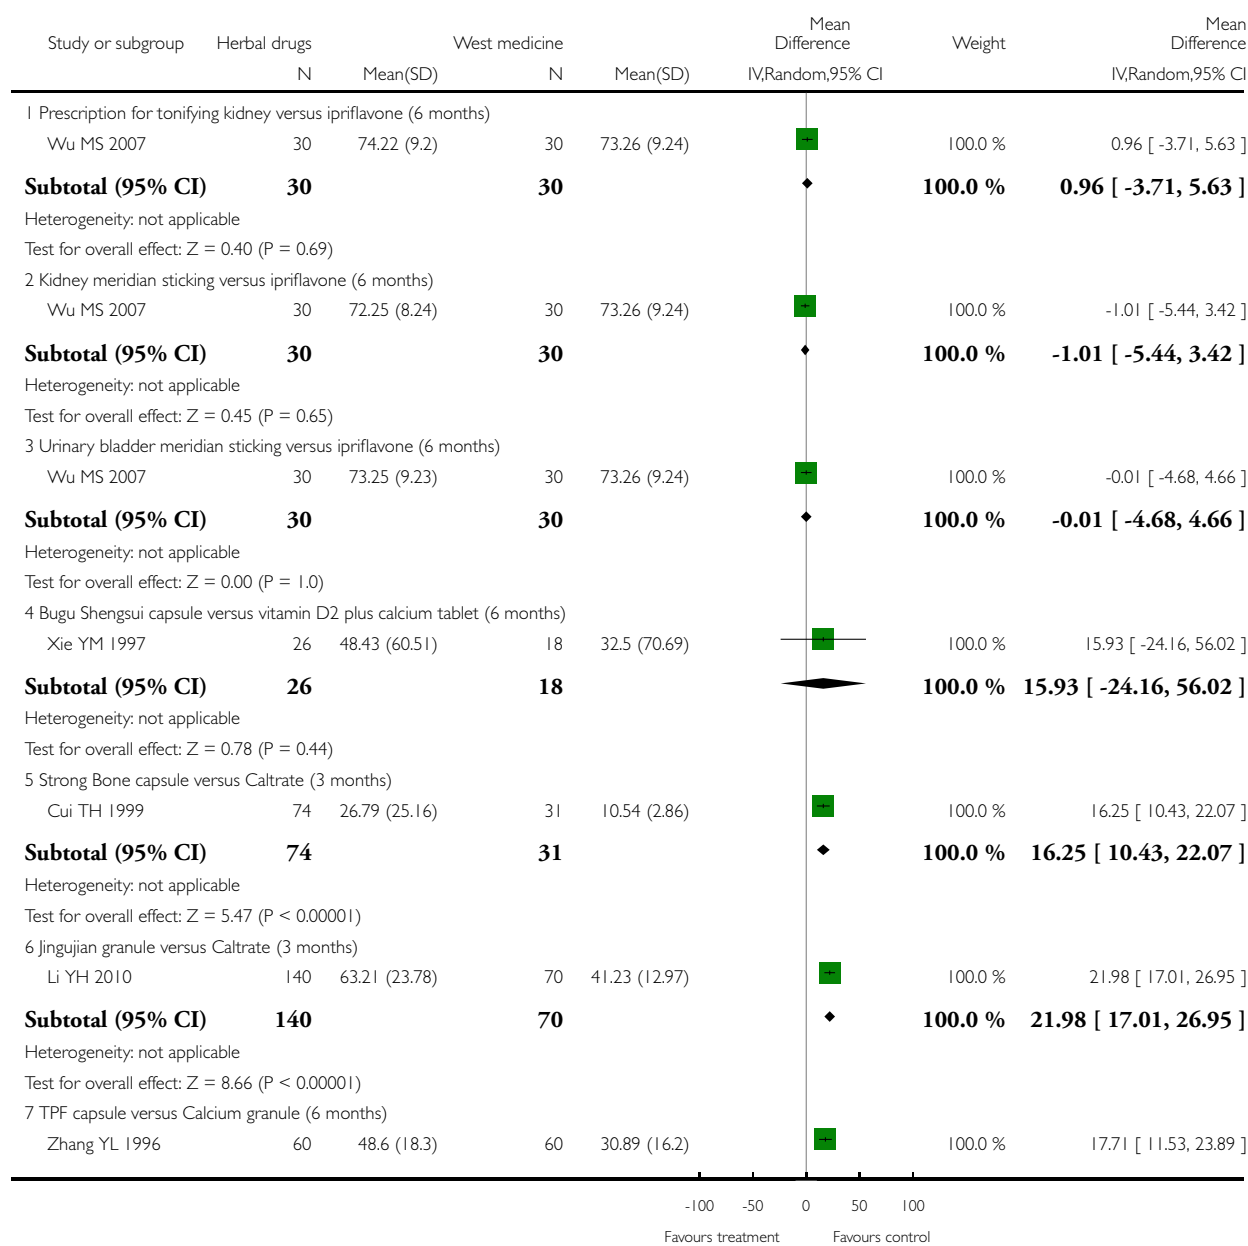 Study or subgroup Herbal drugs West medicine Mean Difference Weight Mean Difference
N Mean(SD) N Mean(SD) IV,Random,95% CI IV,Random,95% CI
1 Prescription for tonifying kidney versus ipriflavone (6 months)
Wu MS 2007 30 74.22 (9.2) 30 73.26 (9.24) 100.0 % 0.96 [ -3.71, 5.63 ]
Subtotal (95% CI) 30 30 100.0 % 0.96 [ -3.71, 5.63 ]
Heterogeneity: not applicable
Test for overall effect: Z = 0.40 (P = 0.69)
2 Kidney meridian sticking versus ipriflavone (6 months)
Wu MS 2007 30 72.25 (8.24) 30 73.26 (9.24) 100.0 % -1.01 [ -5.44, 3.42 ]
Subtotal (95% CI) 30 30 100.0 % -1.01 [ -5.44, 3.42 ]
Heterogeneity: not applicable
Test for overall effect: Z = 0.45 (P = 0.65)
3 Urinary bladder meridian sticking versus ipriflavone (6 months)
Wu MS 2007 30 73.25 (9.23) 30 73.26 (9.24) 100.0 % -0.01 [ -4.68, 4.66 ]
Subtotal (95% CI) 30 30 100.0 % -0.01 [ -4.68, 4.66 ]
Heterogeneity: not applicable
Test for overall effect: Z = 0.00 (P = 1.0)
4 Bugu Shengsui capsule versus vitamin D2 plus calcium tablet (6 months)
Xie YM 1997 26 48.43 (60.51) 18 32.5 (70.69) 100.0 % 15.93 [ -24.16, 56.02 ]
Subtotal (95% CI) 26 18 100.0 % 15.93 [ -24.16, 56.02 ]
Heterogeneity: not applicable
Test for overall effect: Z = 0.78 (P = 0.44)
5 Strong Bone capsule versus Caltrate (3 months)
Cui TH 1999 74 26.79 (25.16) 31 10.54 (2.86) 100.0 % 16.25 [ 10.43, 22.07 ]
Subtotal (95% CI) 74 31 100.0 % 16.25 [ 10.43, 22.07 ]
Heterogeneity: not applicable
Test for overall effect: Z = 5.47 (P < 0.00001)
6 Jingujian granule versus Caltrate (3 months)
Li YH 2010 140 63.21 (23.78) 70 41.23 (12.97) 100.0 % 21.98 [ 17.01, 26.95 ]
Subtotal (95% CI) 140 70 100.0 % 21.98 [ 17.01, 26.95 ]
Heterogeneity: not applicable
Test for overall effect: Z = 8.66 (P < 0.00001)
7 TPF capsule versus Calcium granule (6 months)
Zhang YL 1996 60 48.6 (18.3) 60 30.89 (16.2) 100.0 % 17.71 [ 11.53, 23.89 ]
-100 -50 0 50 100
Favours treatment Favours control